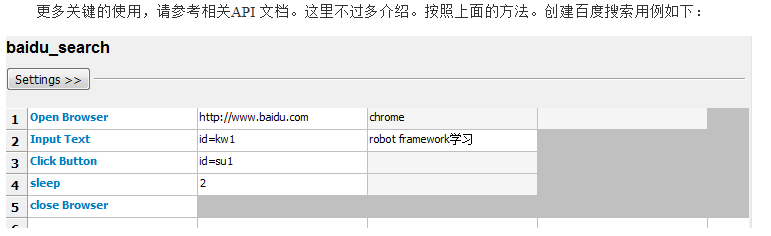 更多关键的使用，请参考相关API 文档。这里不过多介绍。按照上面的方法。创建百度搜索用例如下：
baidu_search
Settings >>
1 Open Browser http://www.baidu.com chrome
2 Input Text id=kw1 robot framework学习
3 Click Button id=su1
4 sleep 2
5 close Browser